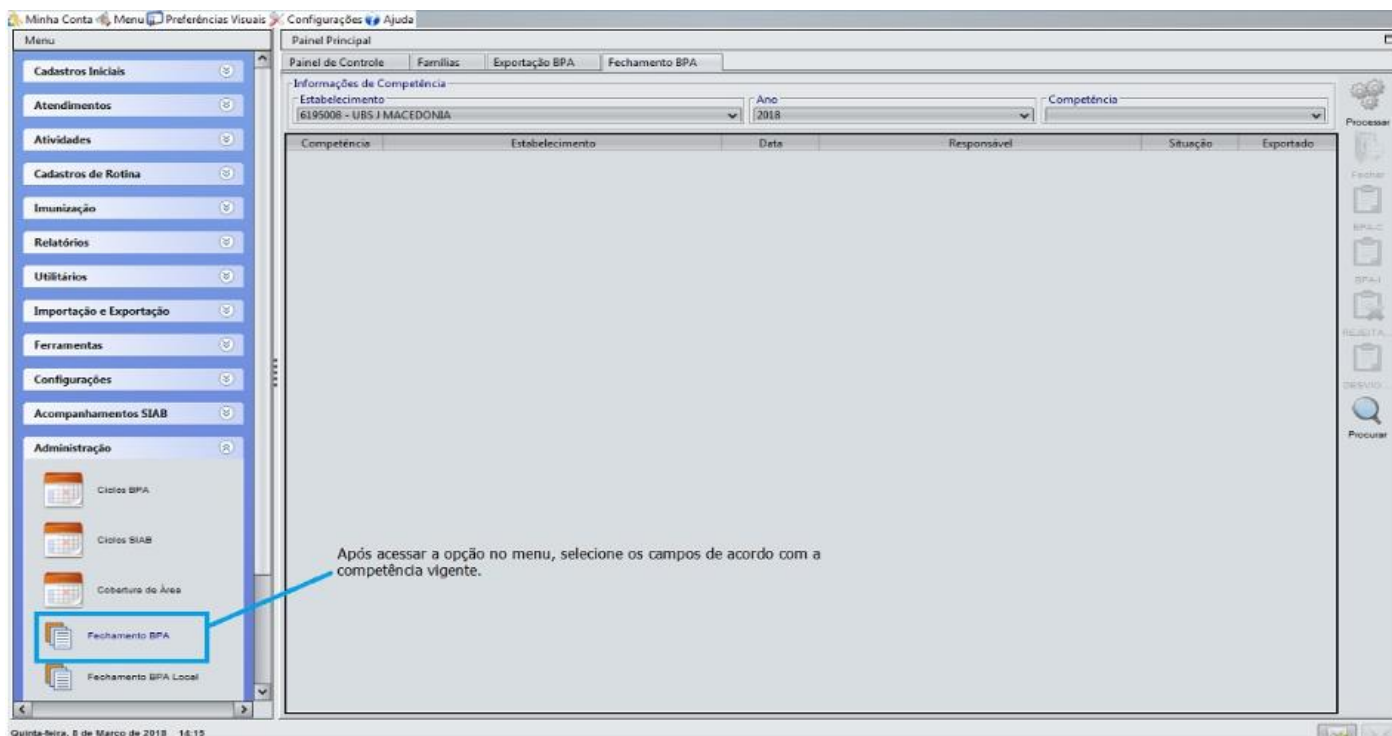 Minha Conta Menu Preferências Visuais Configurações Ajuda
Menu
Cadastros Iniciais
Atendimentos
Atividades
Cadastros de Rotina
Imunização
Relatórios
Utilitários
Importação e Exportação
Ferramentas
Configurações
Acompanhamentos SIAB
Administração
Ciclos BPA
Ciclos SIAB
Cobertura de Área
Fechamento BPA
Fechamento BPA Local
Painel Principal
Painel de Controle Famílias Exportação BPA Fechamento BPA
Informações de Competência
Estabelecimento Ano Competência
6195008 - UBS J MACEDONIA 2018
Competência Estabelecimento Data Responsável Situação Exportado
Após acessar a opção no menu, selecione os campos de acordo com a
competência vigente.
Processar
Fechar
BPA-C
BPA-I
REJEITA...
DESVIO...
Procurar
Quinta-feira, 8 de Março de 2018 14:15